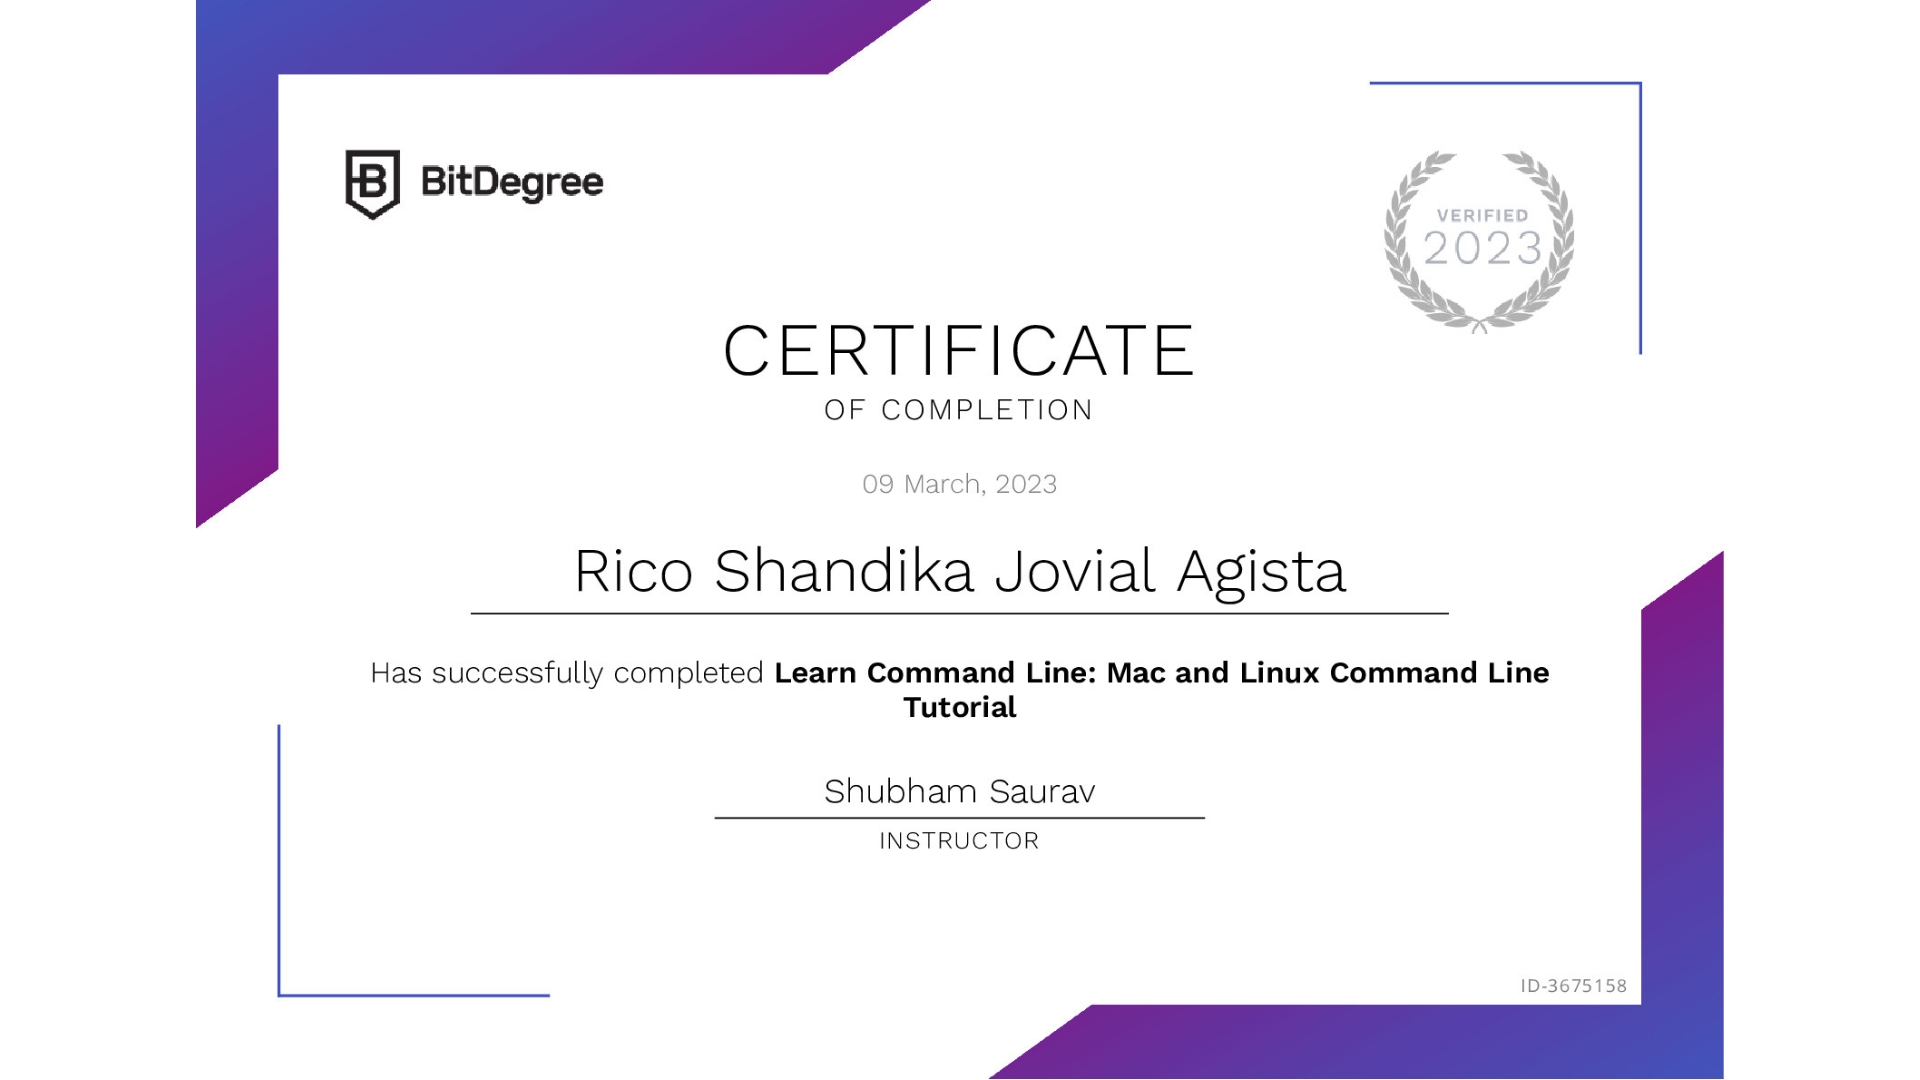 BitDegree
VERIFIED
2023
CERTIFICATE
OF COMPLETION
09 March, 2023
Rico Shandika Jovial Agista
Has successfully completed Learn Command Line: Mac and Linux Command Line
Tutorial
Shubham Saurav
INSTRUCTOR
ID-3675158